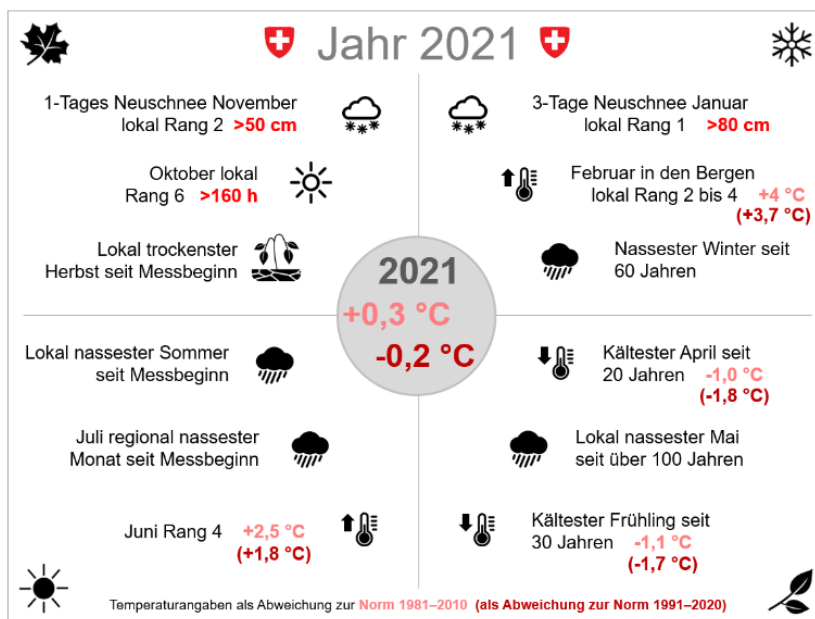 Jahr 2021
1-Tages Neuschnee November
lokal Rang 2 >50 cm
Oktober lokal
Rang 6 >160 h
Lokal trockenster
Herbst seit Messbeginn
3-Tage Neuschnee Januar
lokal Rang 1 >80 cm
Februar in den Bergen
lokal Rang 2 bis 4 +4 °C
(+3,7 °C)
Nassester Winter seit
60 Jahren
2021
+0,3 °C
-0,2 °C
Lokal nassester Sommer
seit Messbeginn
Juli regional nassester
Monat seit Messbeginn
Juni Rang 4 +2,5 °C
(+1,8 °C)
Kältester April seit
20 Jahren -1,0 °C
(-1,8 °C)
Lokal nassester Mai
seit über 100 Jahren
Kältester Frühling seit
30 Jahren -1,1 °C
(-1,7 °C)
Temperaturangaben als Abweichung zur Norm 1981–2010 (als Abweichung zur Norm 1991–2020)